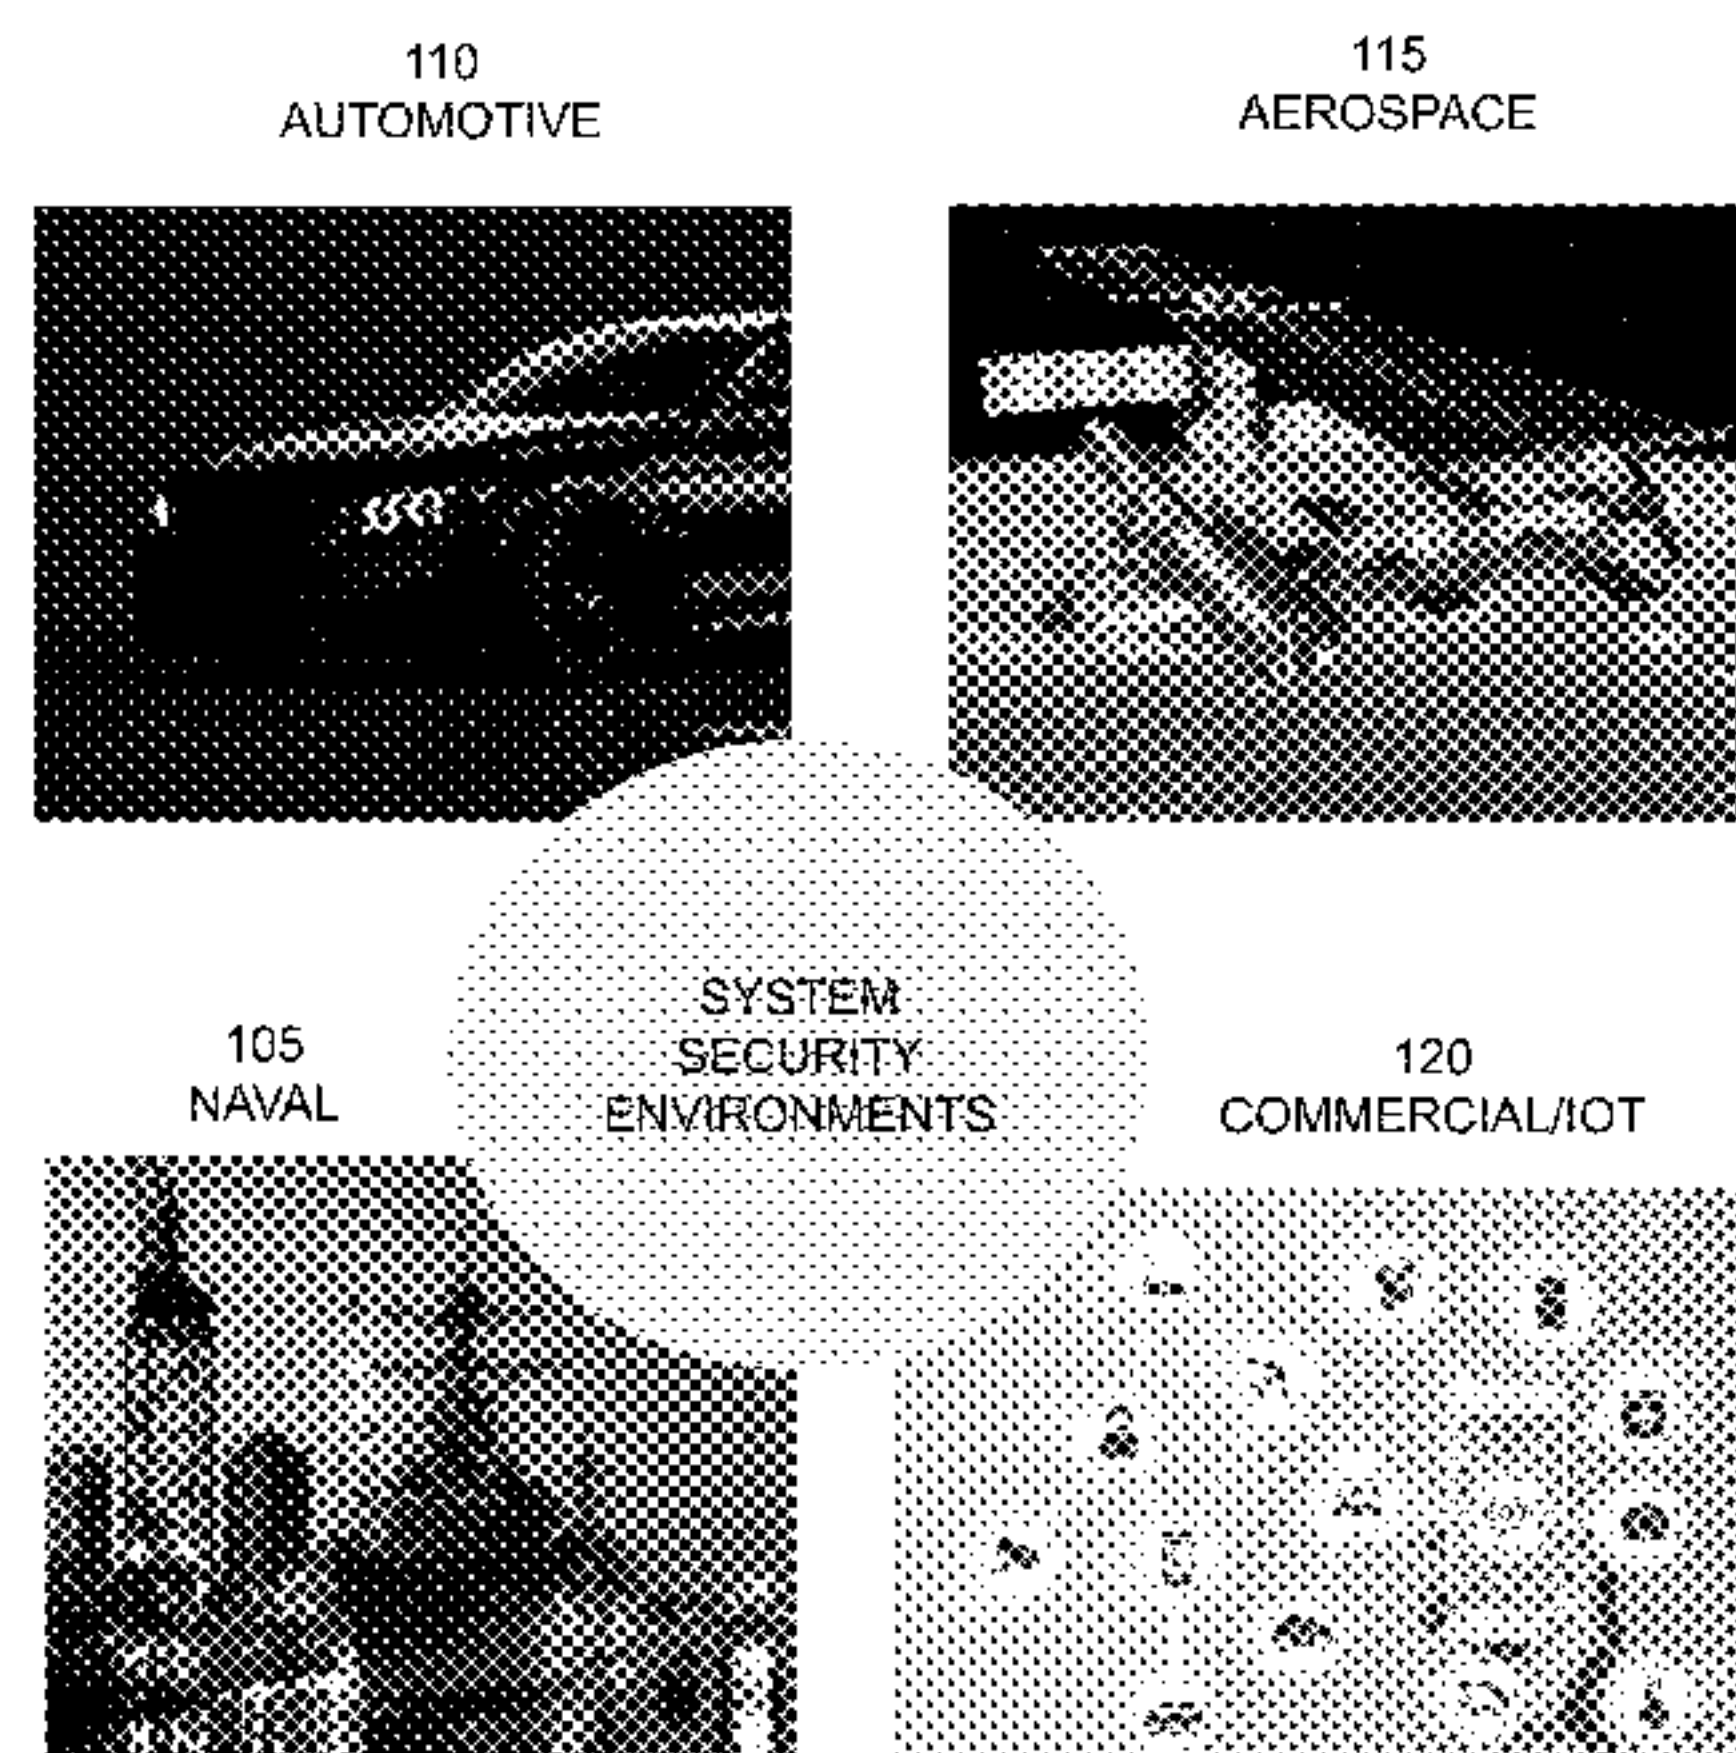 110
AUTOMOTIVE
115
AEROSPACE
SYSTEM
SECURITY
ENVIRONMENTS
105
NAVAL
120
COMMERCIAL/IOT